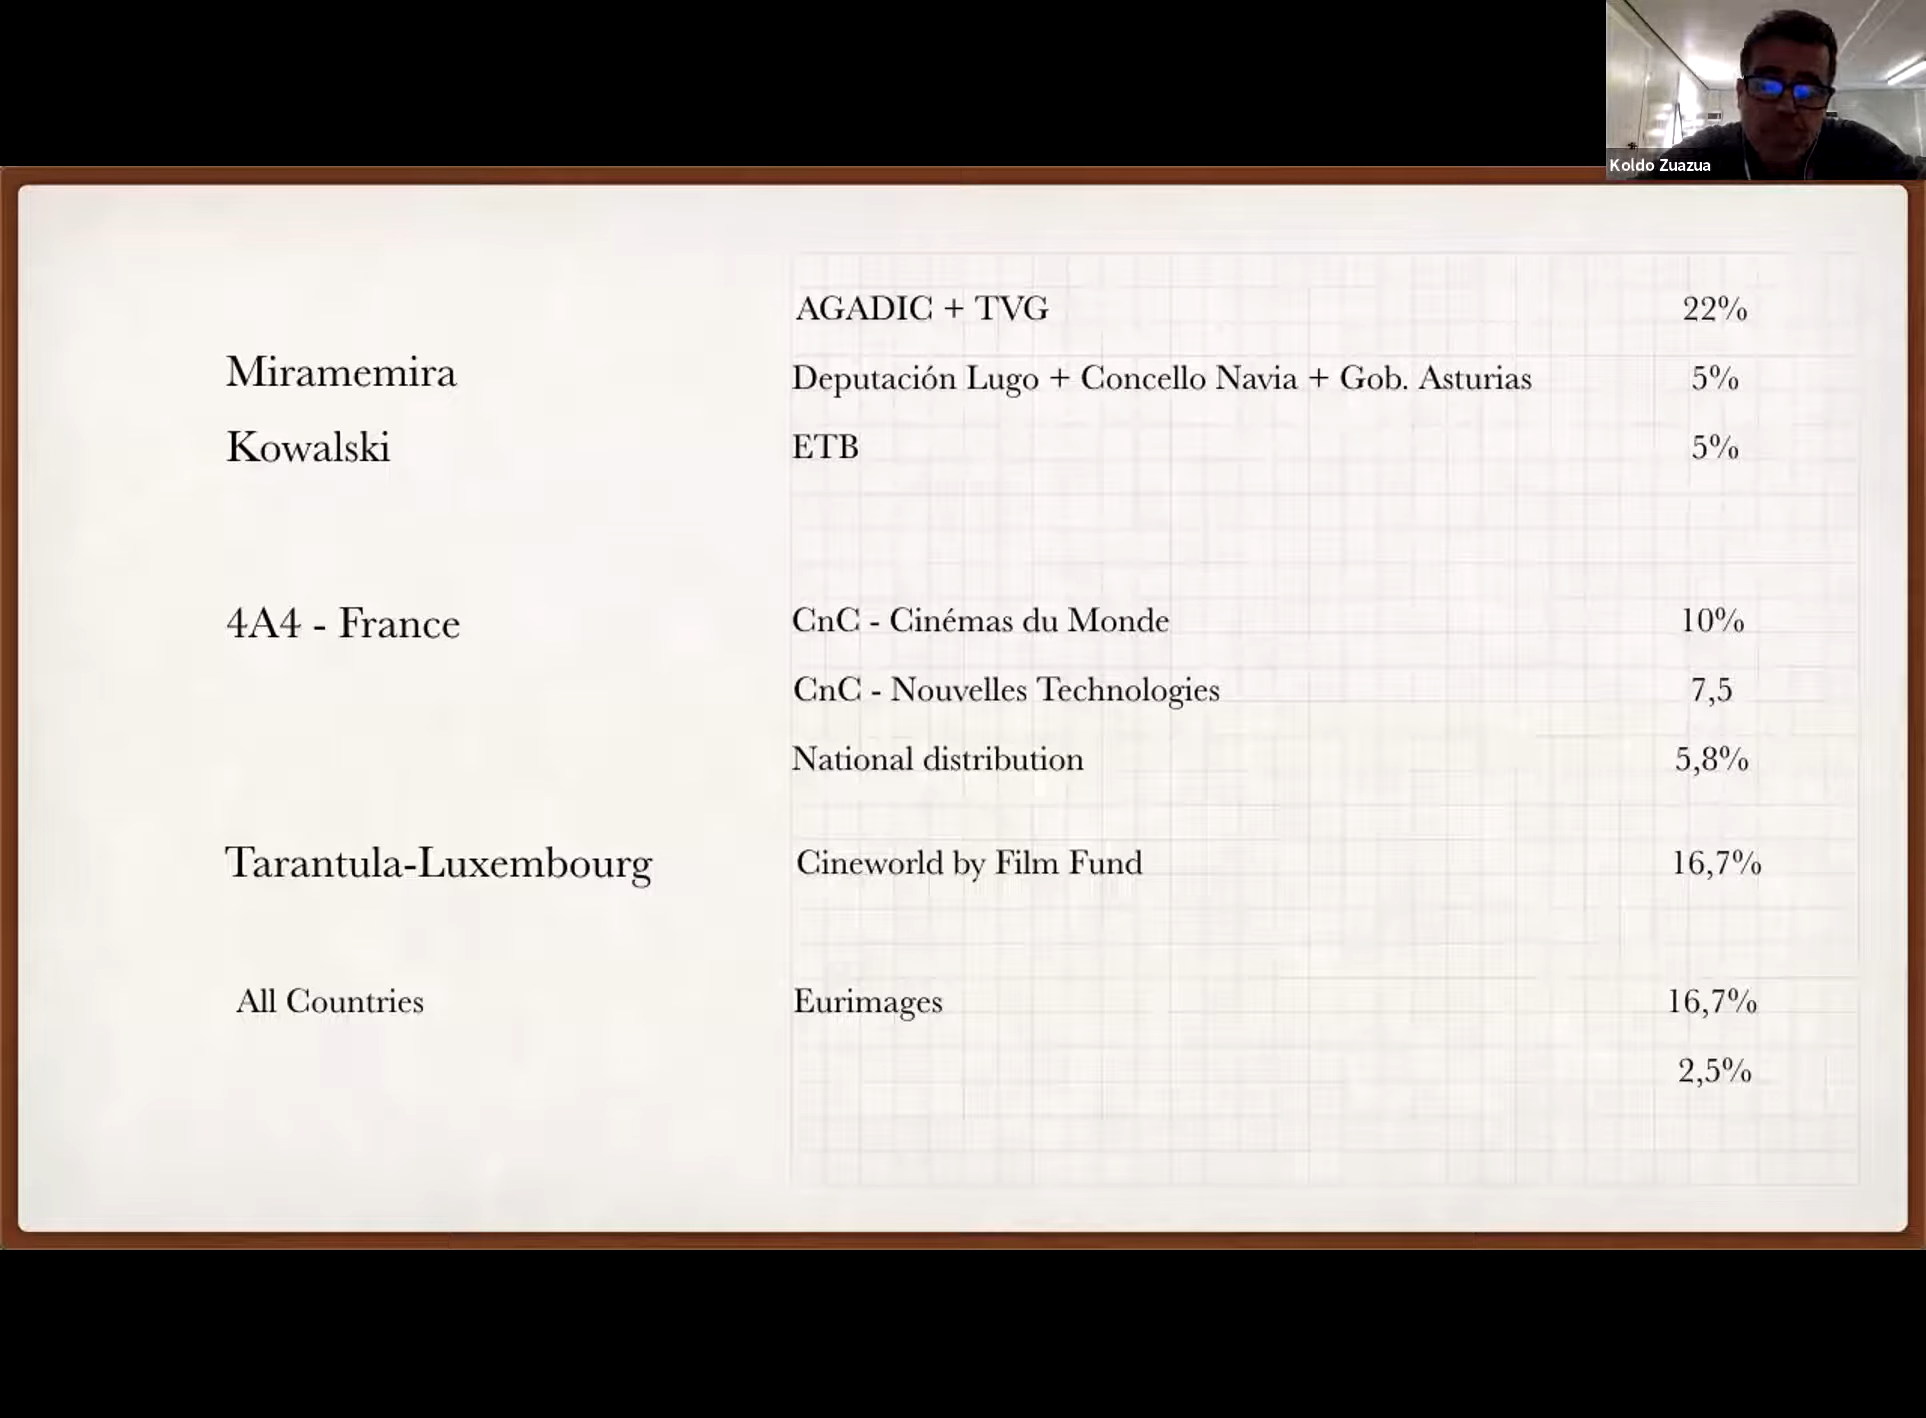 Koldo Zuazua
AGADIC + TVG 22%
Miramemira
Deputación Lugo + Concello Navia + Gob. Asturias 5%
Kowalski ETB 5%
4A4 - France CnC - Cinémas du Monde 10%
CnC - Nouvelles Technologies 7,5
National distribution 5,8%
Tarantula-Luxembourg Cineworld by Film Fund 16,7%
All Countries Eurimages 16,7%
2,5%